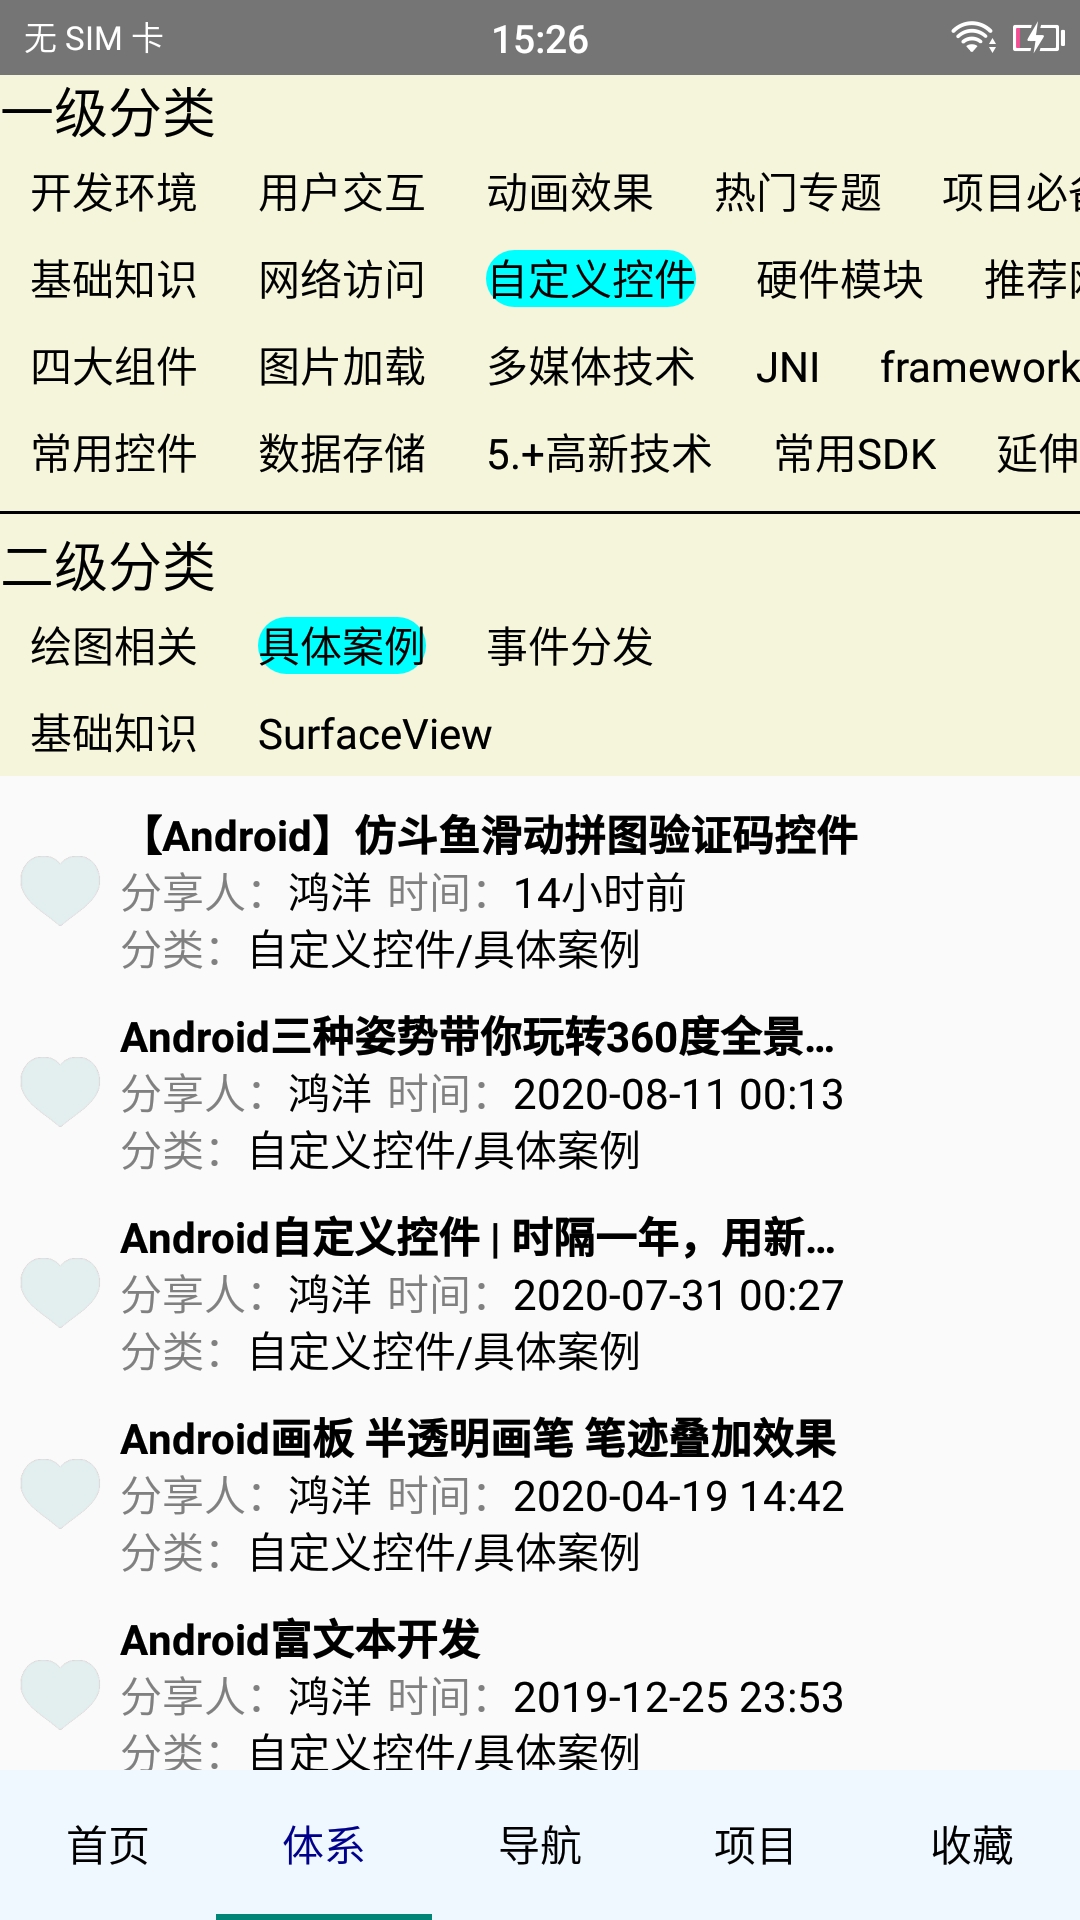 无 SIM 卡 15:26
一级分类
开发环境 用户交互 动画效果 热门专题 项目必备
基础知识 网络访问 自定义控件 硬件模块 推荐网
四大组件 图片加载 多媒体技术 JNI framework
常用控件 数据存储 5.+高新技术 常用SDK 延伸
二级分类
绘图相关 具体案例 事件分发
基础知识 SurfaceView
【Android】仿斗鱼滑动拼图验证码控件
分享人：鸿洋 时间：14小时前
分类：自定义控件/具体案例
Android三种姿势带你玩转360度全景...
分享人：鸿洋 时间：2020-08-11 00:13
分类：自定义控件/具体案例
Android自定义控件 | 时隔一年，用新...
分享人：鸿洋 时间：2020-07-31 00:27
分类：自定义控件/具体案例
Android画板 半透明画笔 笔迹叠加效果
分享人：鸿洋 时间：2020-04-19 14:42
分类：自定义控件/具体案例
Android富文本开发
分享人：鸿洋 时间：2019-12-25 23:53
分类：自定义控件/具体案例
首页 体系 导航 项目 收藏